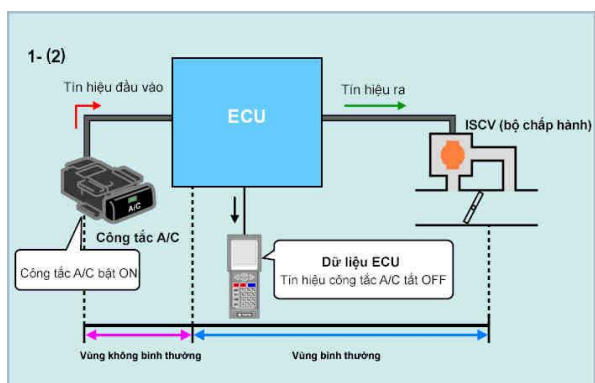 1- (2)
Tín hiệu đầu vào
ECU
Tín hiệu ra
ISCV (bộ chấp hành)
A/C
Công tắc A/C
Công tắc A/C bật ON
Dữ liệu ECU
Tín hiệu công tắc A/C tắt OFF
Vùng không bình thường
Vùng bình thường